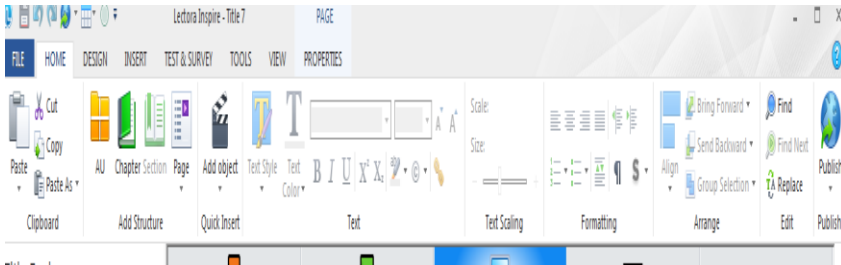 Lectora Inspire - Title 7
PAGE
FILE HOME DESIGN INSERT TEST & SURVEY TOOLS VIEW PROPERTIES
Cut
Copy
Paste
Paste As
Clipboard
AU Chapter Section Page
Add Structure
Add object
Quick Insert
Text Style Text Color
B I U X² X₂
Text
Scale:
Size:
Text Scaling
Formatting
Align
Bring Forward
Send Backward
Group Selection
Arrange
Find
Find Next
Replace
Edit
Publish
Publish